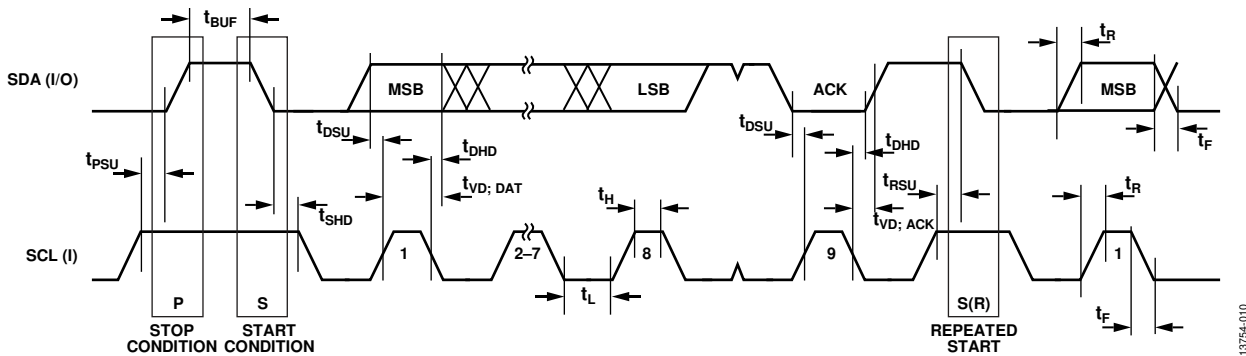 tBUF
tR
SDA (I/O)
MSB
LSB
ACK
MSB
tDSU
tDHD
tDSU
tDHD
tF
tPSU
tVD; DAT
tRSU
tR
tSHD
tH
tVD; ACK
SCL (I)
1
2–7
8
9
1
P
S
tL
S(R)
tF
STOP CONDITION
START CONDITION
REPEATED START
13754-010